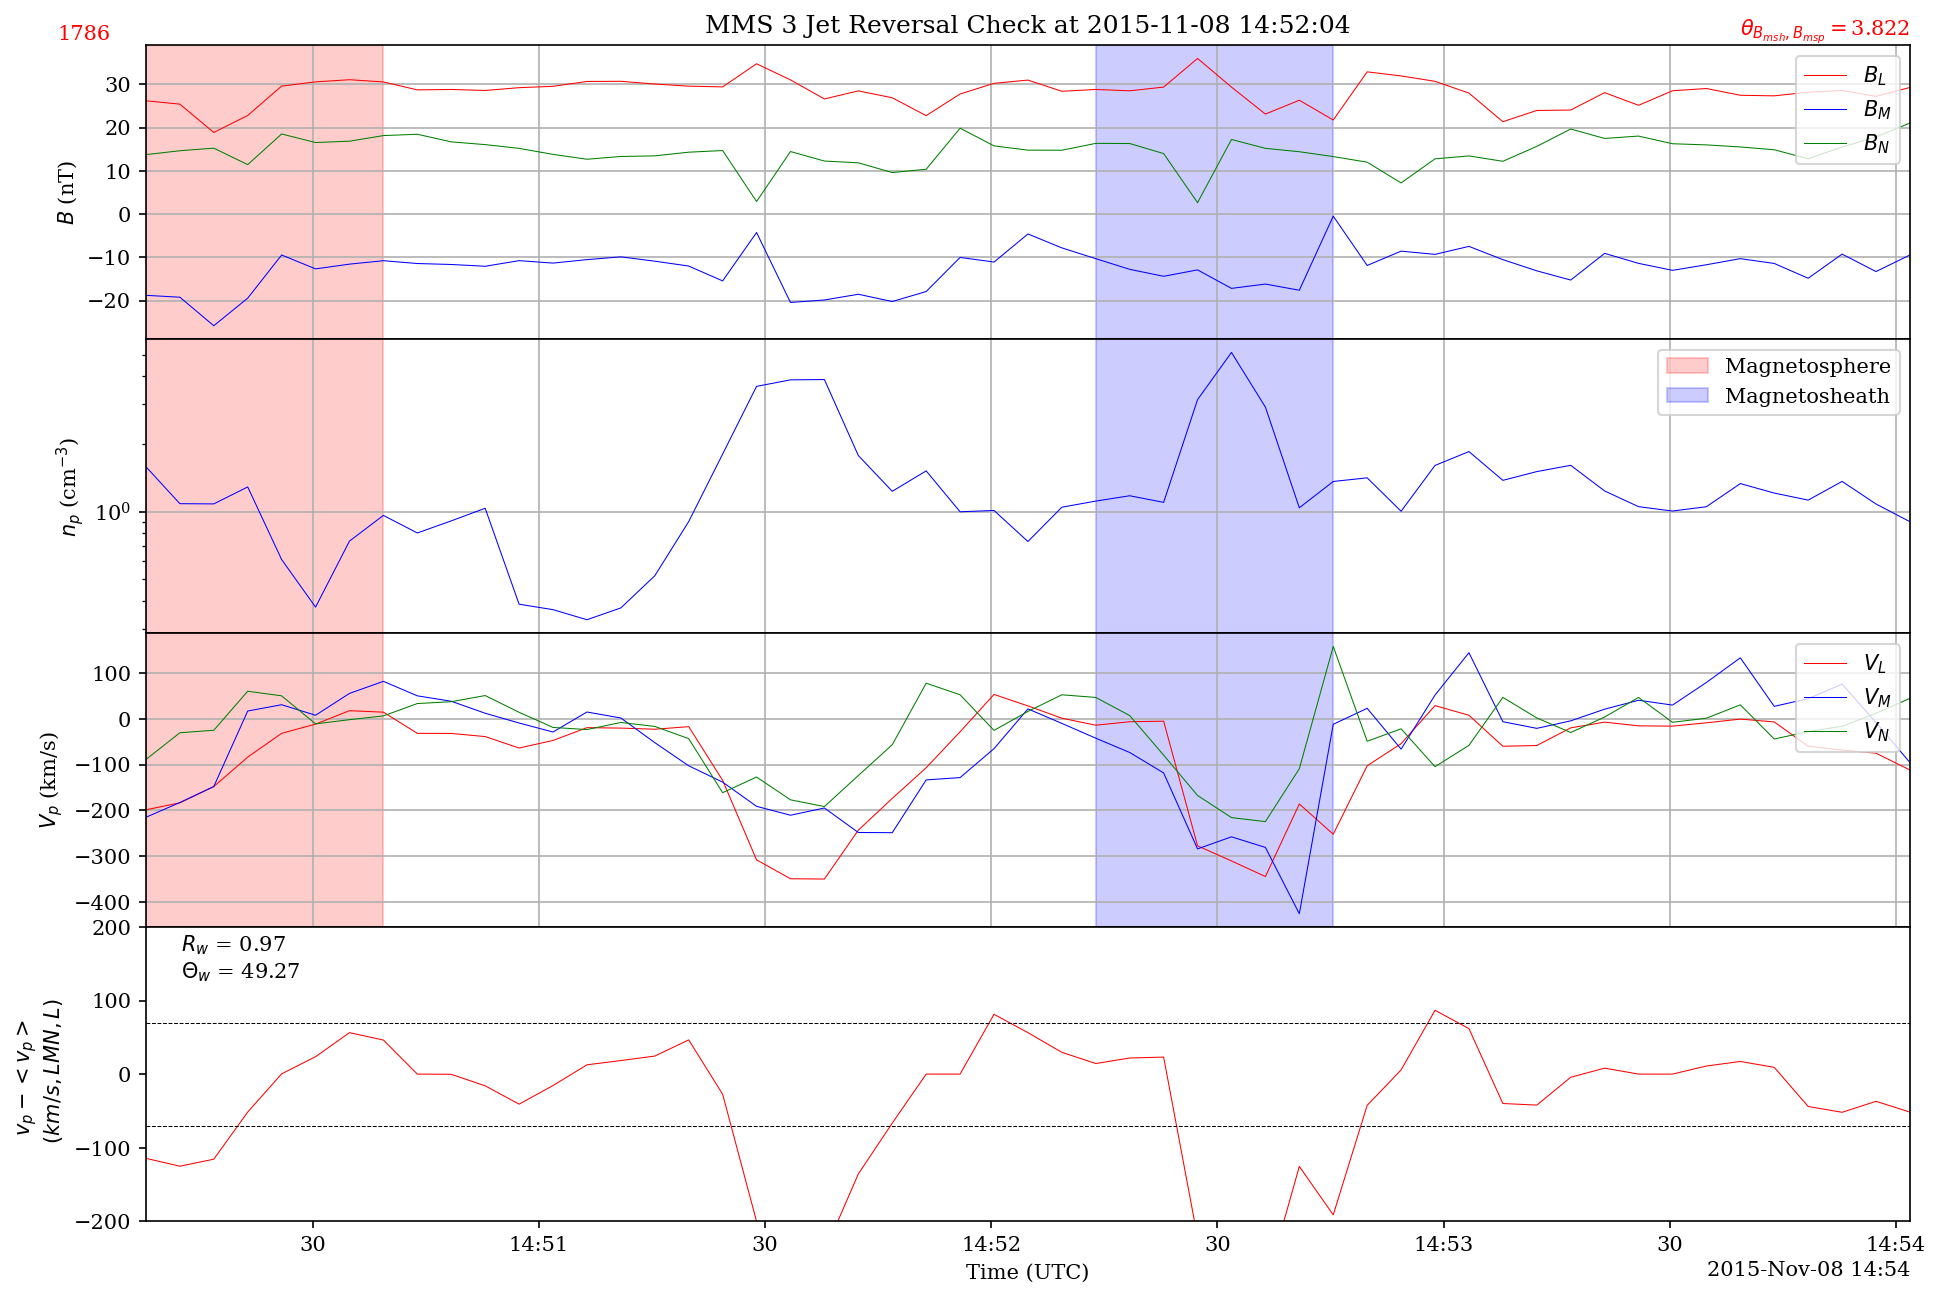 MMS 3 Jet Reversal Check at 2015-11-08 14:52:04
1786
θ_{B_{msh}, B_{msp}} = 3.822
30
20
10
0
−10
−20
B (nT)
B_L
B_M
B_N
10^0
n_p (cm^{−3})
Magnetosphere
Magnetosheath
100
0
−100
−200
−300
−400
V_p (km/s)
V_L
V_M
V_N
200
100
0
−100
−200
v_p − < v_p >
(km/s, LMN, L)
R_w = 0.97
Θ_w = 49.27
30
14:51
30
14:52
30
14:53
30
14:54
Time (UTC)
2015-Nov-08 14:54